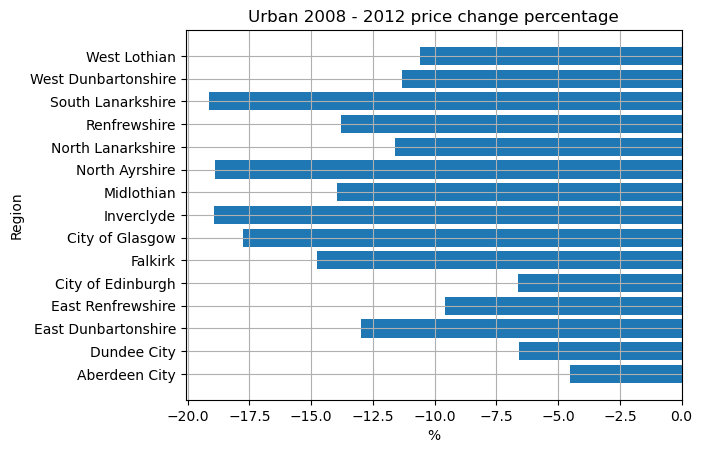 Urban 2008 - 2012 price change percentage
West Lothian
West Dunbartonshire
South Lanarkshire
Renfrewshire
North Lanarkshire
North Ayrshire
Midlothian
Inverclyde
City of Glasgow
Falkirk
City of Edinburgh
East Renfrewshire
East Dunbartonshire
Dundee City
Aberdeen City
Region
−20.0 −17.5 −15.0 −12.5 −10.0 −7.5 −5.0 −2.5 0.0
%